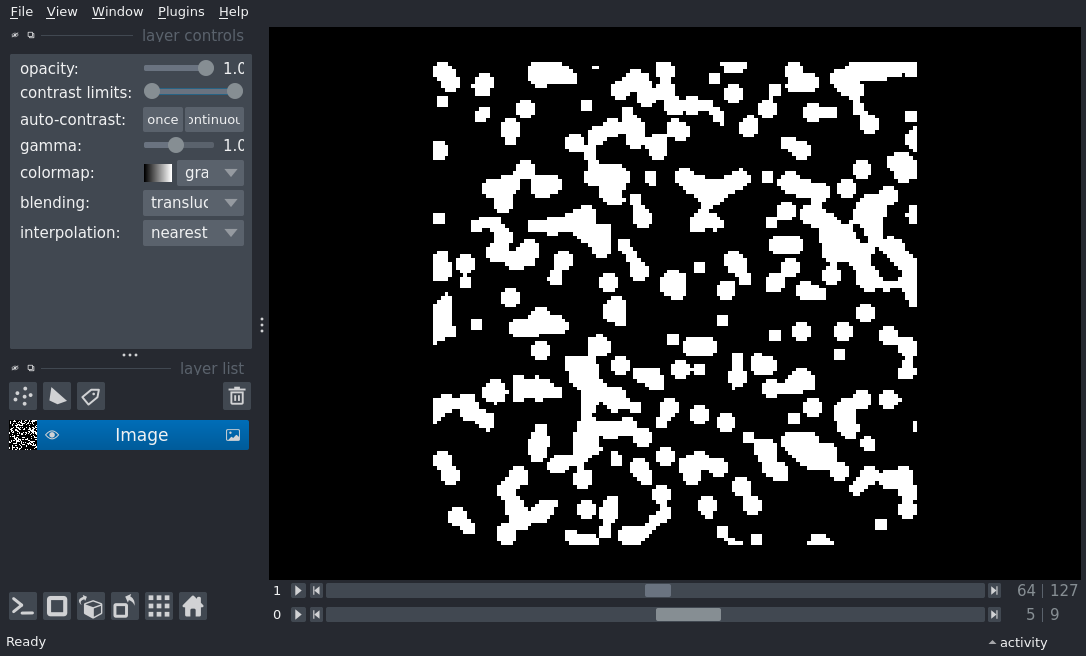 File View Window Plugins Help
layer controls
opacity: 1.0
contrast limits:
auto-contrast: once ontinuou
gamma: 1.0
colormap: gra
blending: transluc
interpolation: nearest
layer list
Image
1 64 | 127
0 5 | 9
Ready activity